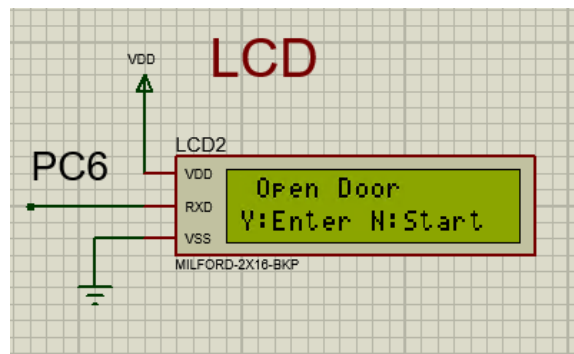 LCD
VDD
LCD2
PC6
VDD
Open Door
RXD
Y:Enter N:Start
VSS
MILFORD-2X16-BKP